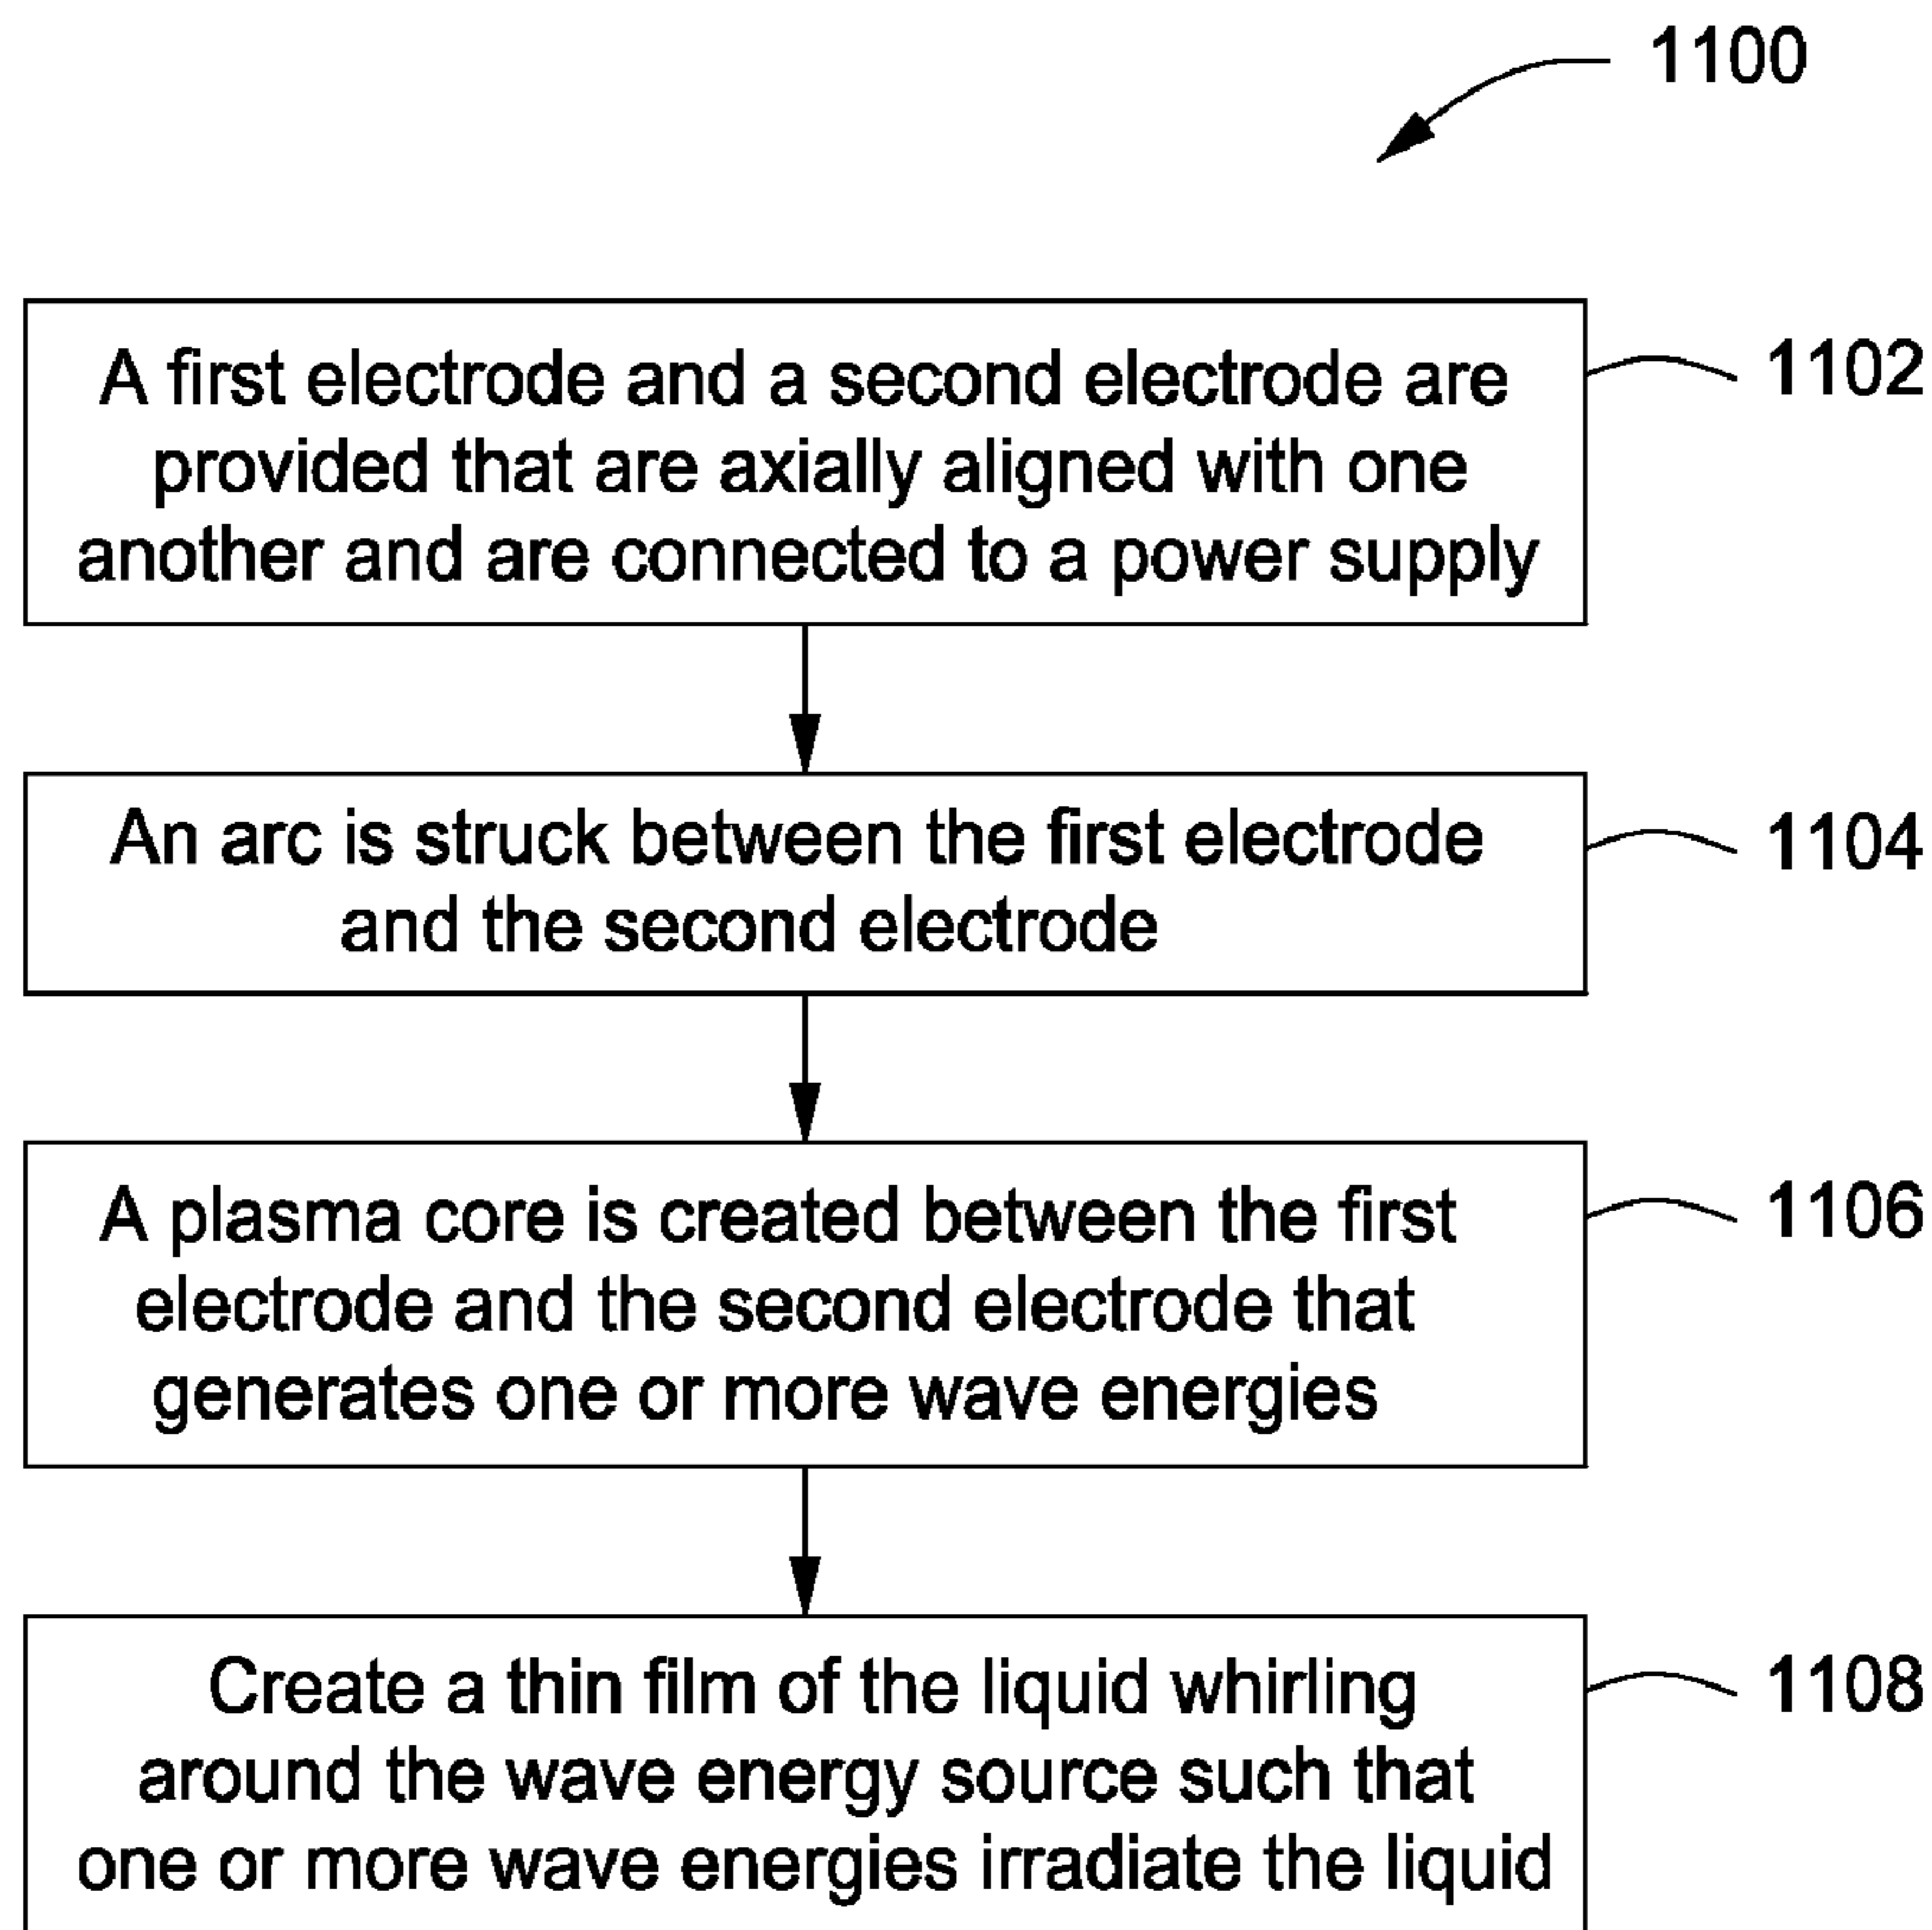 1100
A first electrode and a second electrode are
provided that are axially aligned with one
another and are connected to a power supply
1102
An arc is struck between the first electrode
and the second electrode
1104
A plasma core is created between the first
electrode and the second electrode that
generates one or more wave energies
1106
Create a thin film of the liquid whirling
around the wave energy source such that
one or more wave energies irradiate the liquid
1108